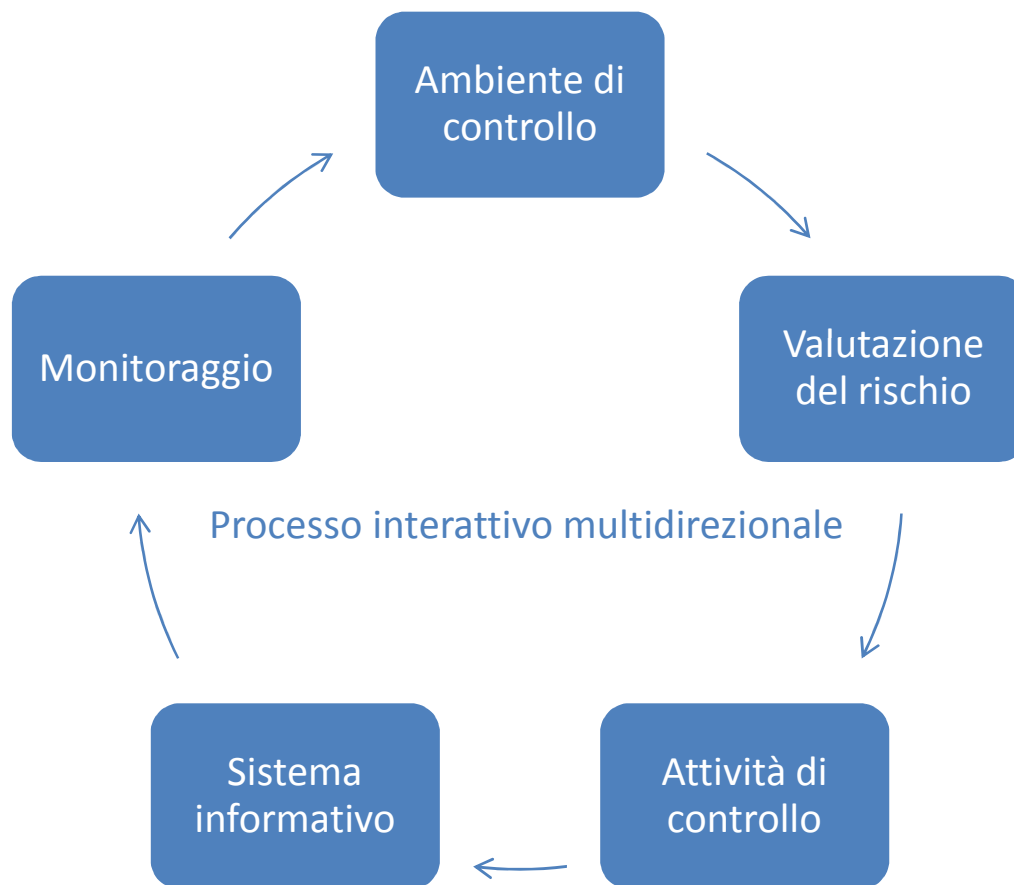 Ambiente di
controllo
Valutazione
del rischio
Monitoraggio
Processo interattivo multidirezionale
Attività di
controllo
Sistema
informativo